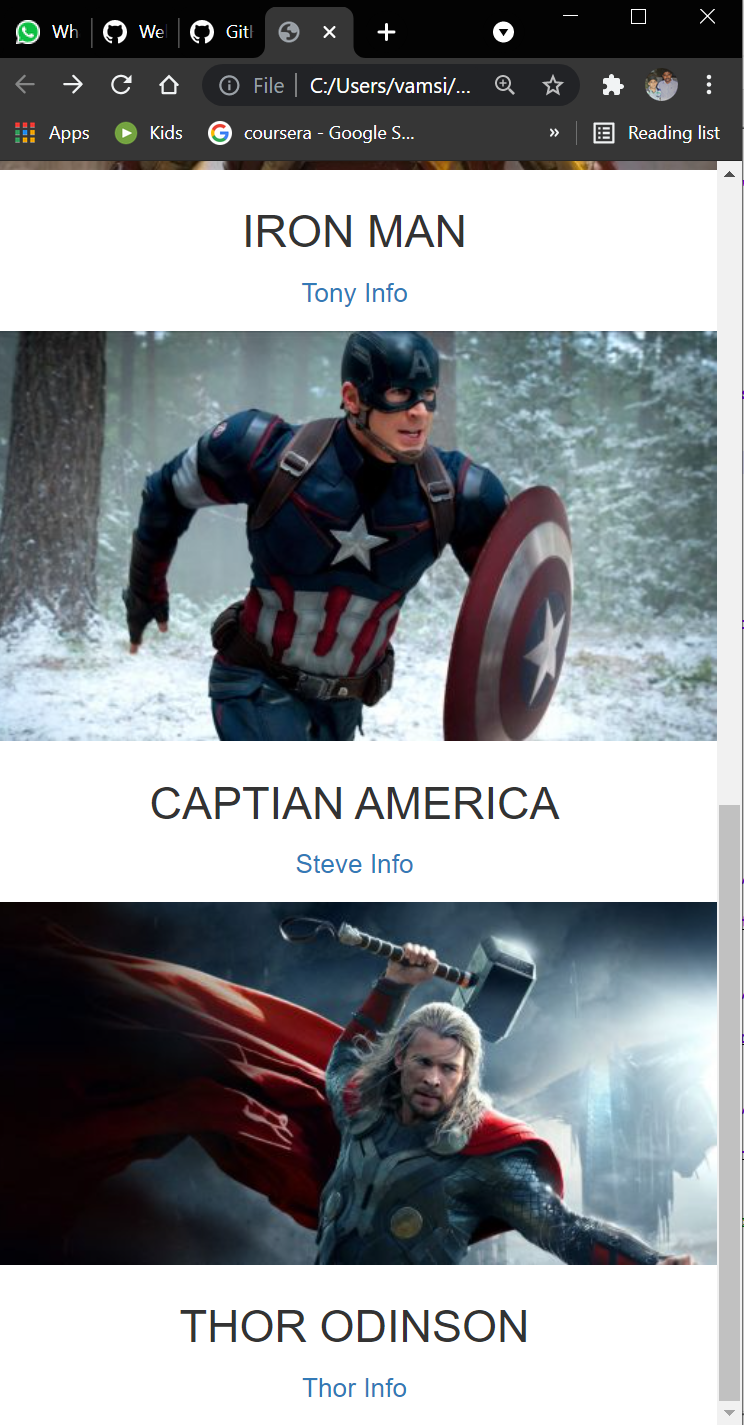 Wh We Git
File C:/Users/vamsi/...
Apps Kids coursera - Google S... » Reading list
IRON MAN
Tony Info
A
CAPTIAN AMERICA
Steve Info
THOR ODINSON
Thor Info